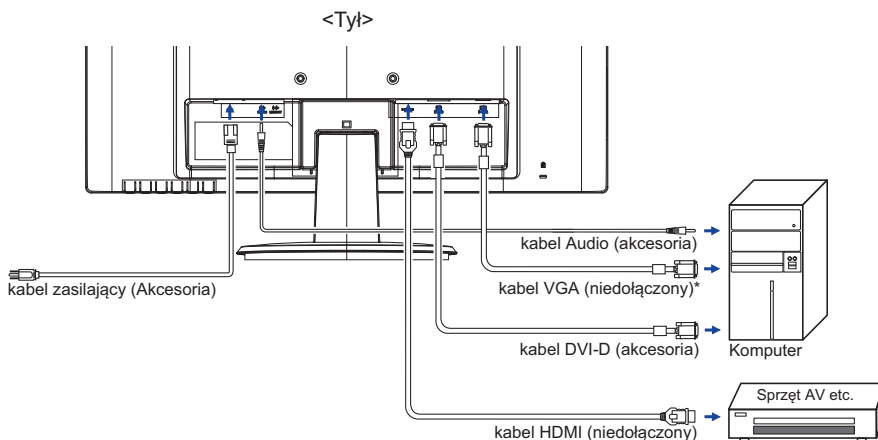 <Tył>
kabel Audio (akcesoria)
kabel zasilający (Akcesoria)
kabel VGA (niedołączony)*
kabel DVI-D (akcesoria)
Komputer
Sprzęt AV etc.
kabel HDMI (niedołączony)